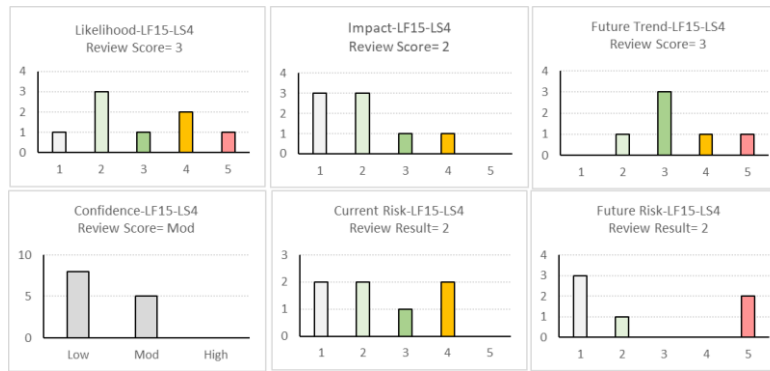 Likelihood-LF15-LS4
Review Score= 3
4
3
2
1
0
1 2 3 4 5
Impact-LF15-LS4
Review Score= 2
4
3
2
1
0
1 2 3 4 5
Future Trend-LF15-LS4
Review Score= 3
4
3
2
1
0
1 2 3 4 5
Confidence-LF15-LS4
Review Score= Mod
10
5
0
Low Mod High
Current Risk-LF15-LS4
Review Result= 2
3
2
1
0
1 2 3 4 5
Future Risk-LF15-LS4
Review Result= 2
4
3
2
1
0
1 2 3 4 5